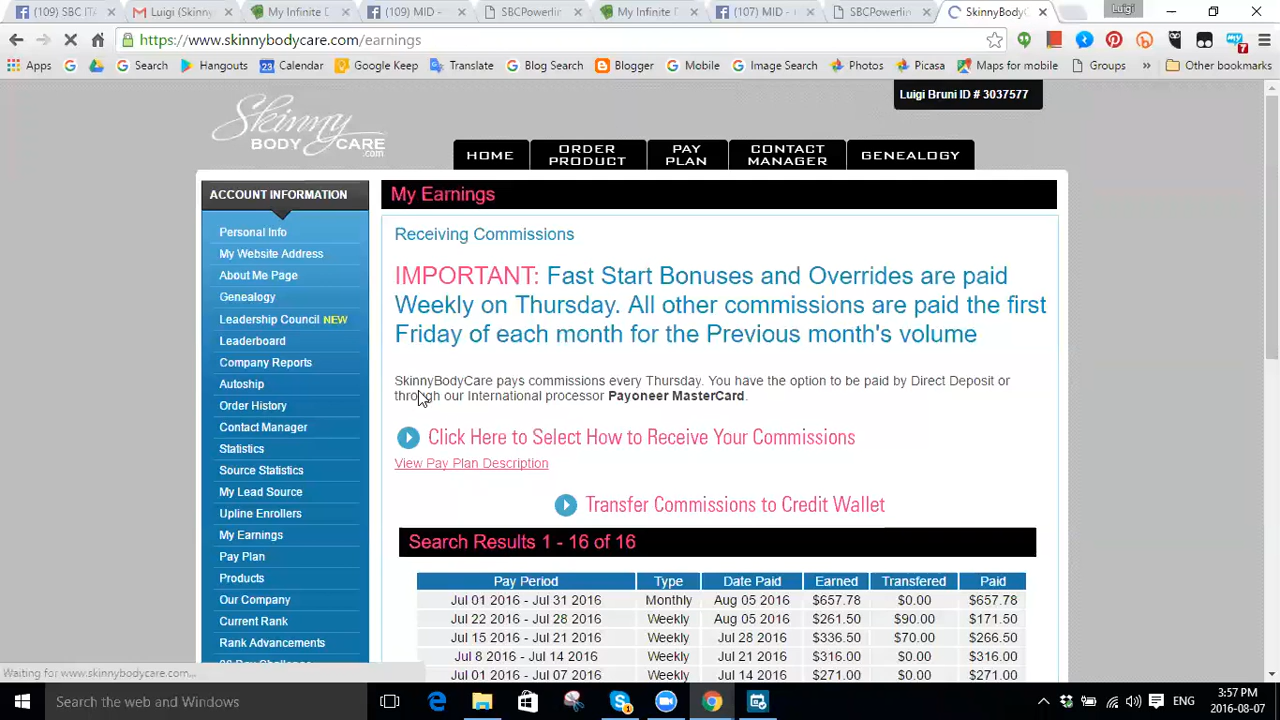 (109) SBC ITA
Luigi (Skinny
My Infinite D
(109) MID -
SBCPowerlin
My Infinite D
(107) MID -
SBCPowerlin
SkinnyBodyC
Luigi
https://www.skinnybodycare.com/earnings
Apps
Search
Hangouts
Calendar
Google Keep
Translate
Blog Search
Blogger
Mobile
Image Search
Photos
Picasa
Maps for mobile
Groups
»
Other bookmarks
Luigi Bruni ID # 3037577
Skinny
BODY CARE
.com
HOME
ORDER PRODUCT
PAY PLAN
CONTACT MANAGER
GENEALOGY
ACCOUNT INFORMATION
Personal Info
My Website Address
About Me Page
Genealogy
Leadership Council NEW
Leaderboard
Company Reports
Autoship
Order History
Contact Manager
Statistics
Source Statistics
My Lead Source
Upline Enrollers
My Earnings
Pay Plan
Products
Our Company
Current Rank
Rank Advancements
My Earnings
Receiving Commissions
IMPORTANT: Fast Start Bonuses and Overrides are paid
Weekly on Thursday. All other commissions are paid the first
Friday of each month for the Previous month's volume
SkinnyBodyCare pays commissions every Thursday. You have the option to be paid by Direct Deposit or
through our International processor Payoneer MasterCard.
Click Here to Select How to Receive Your Commissions
View Pay Plan Description
Transfer Commissions to Credit Wallet
Search Results 1 - 16 of 16
Pay Period Type Date Paid Earned Transfered Paid
Jul 01 2016 - Jul 31 2016 Monthly Aug 05 2016 $657.78 $0.00 $657.78
Jul 22 2016 - Jul 28 2016 Weekly Aug 05 2016 $261.50 $90.00 $171.50
Jul 15 2016 - Jul 21 2016 Weekly Jul 28 2016 $336.50 $70.00 $266.50
Jul 8 2016 - Jul 14 2016 Weekly Jul 21 2016 $316.00 $0.00 $316.00
Jul 01 2016 - Jul 07 2016 Weekly Jul 14 2016 $271.00 $0.00 $271.00
Waiting for www.skinnybodycare.com...
Search the web and Windows
ENG
3:57 PM
2016-08-07